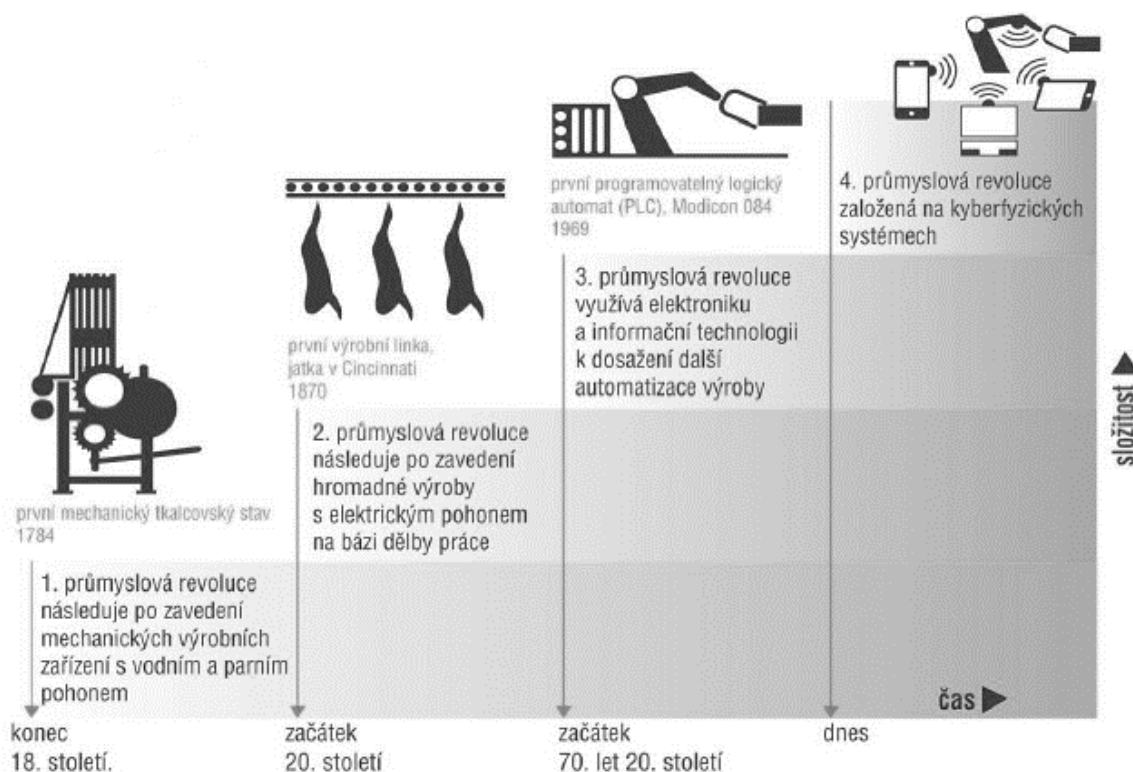 první mechanický tkalcovský stav
1784
1. průmyslová revoluce
následuje po zavedení
mechanických výrobních
zařízení s vodním a parním
pohonem
konec
18. století.
první výrobní linka,
jatka v Cincinnati
1870
2. průmyslová revoluce
následuje po zavedení
hromadné výroby
s elektrickým pohonem
na bázi dělby práce
začátek
20. století
první programovatelný logický
automat (PLC), Modicon 084
1969
3. průmyslová revoluce
využívá elektroniku
a informační technologii
k dosažení další
automatizace výroby
začátek
70. let 20. století
4. průmyslová revoluce
založená na kyberfyzických
systémech
dnes
čas
složitost